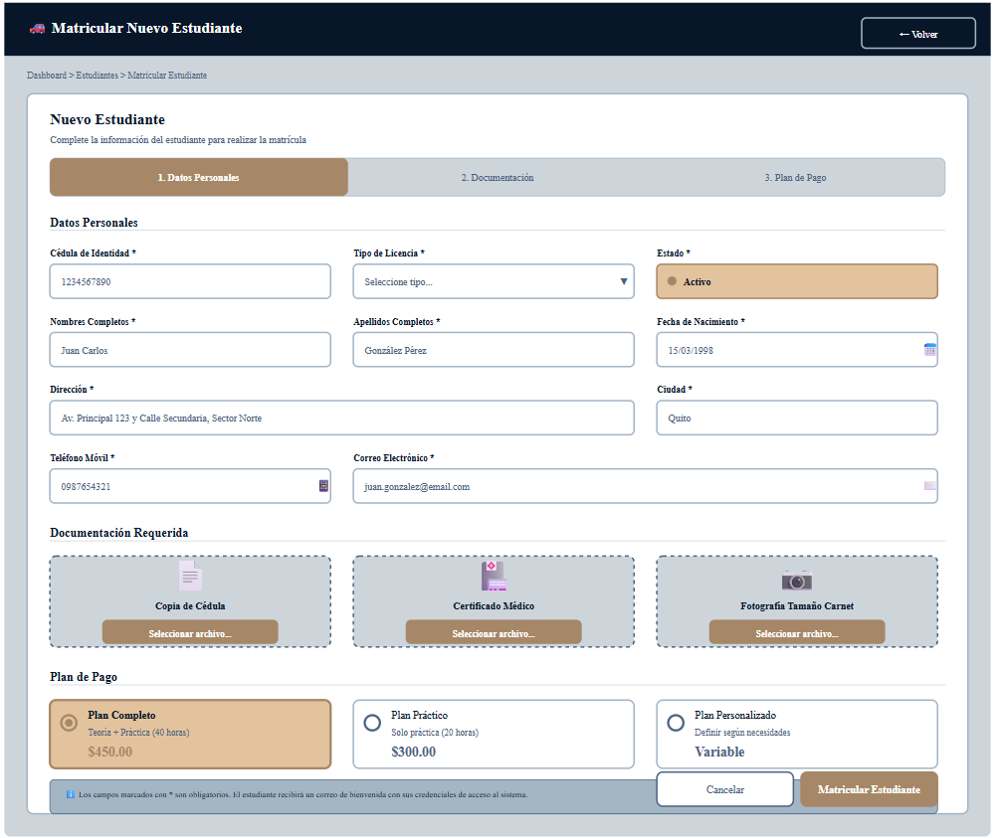 Matricular Nuevo Estudiante
← Volver
Dashboard > Estudiantes > Matricular Estudiante
Nuevo Estudiante
Complete la información del estudiante para realizar la matrícula
1. Datos Personales
2. Documentación
3. Plan de Pago
Datos Personales
Cédula de Identidad *
Tipo de Licencia *
Estado *
1234567890
Seleccione tipo...
Activo
Nombres Completos *
Apellidos Completos *
Fecha de Nacimiento *
Juan Carlos
González Pérez
15/03/1998
Dirección *
Ciudad *
Av. Principal 123 y Calle Secundaria, Sector Norte
Quito
Teléfono Móvil *
Correo Electrónico *
0987654321
juan.gonzalez@email.com
Documentación Requerida
Copia de Cédula
Certificado Médico
Fotografía Tamaño Carnet
Seleccionar archivo...
Seleccionar archivo...
Seleccionar archivo...
Plan de Pago
Plan Completo
Teoría + Práctica (40 horas)
$450.00
Plan Práctico
Solo práctica (20 horas)
$300.00
Plan Personalizado
Definir según necesidades
Variable
Los campos marcados con * son obligatorios. El estudiante recibirá un correo de bienvenida con sus credenciales de acceso al sistema.
Cancelar
Matricular Estudiante